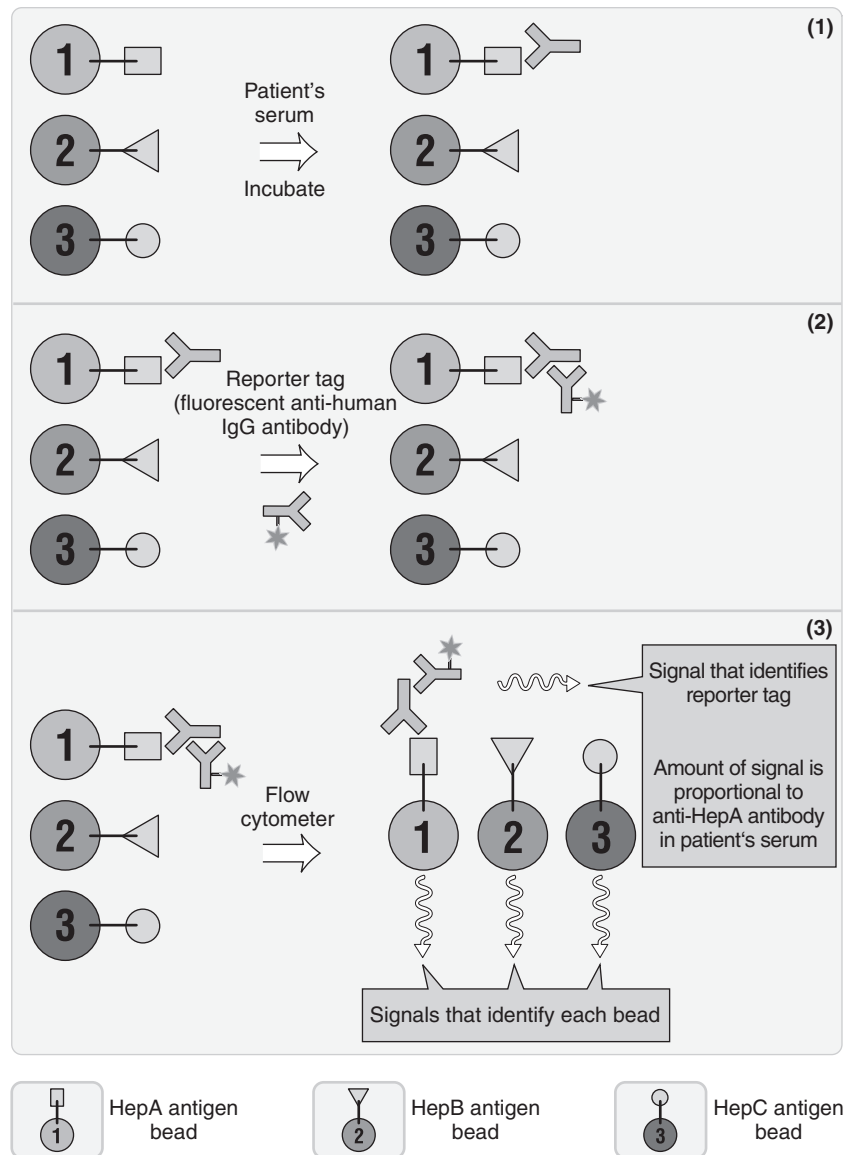 (1)
1
2
3
Patient's
serum
Incubate
1
2
3
(2)
1
2
3
Reporter tag
(fluorescent anti-human
IgG antibody)
1
2
3
(3)
1
2
3
Flow
cytometer
1
2
3
Signal that identifies
reporter tag
Amount of signal is
proportional to
anti-HepA antibody
in patient‘s serum
Signals that identify each bead
1
HepA antigen
bead
2
HepB antigen
bead
3
HepC antigen
bead